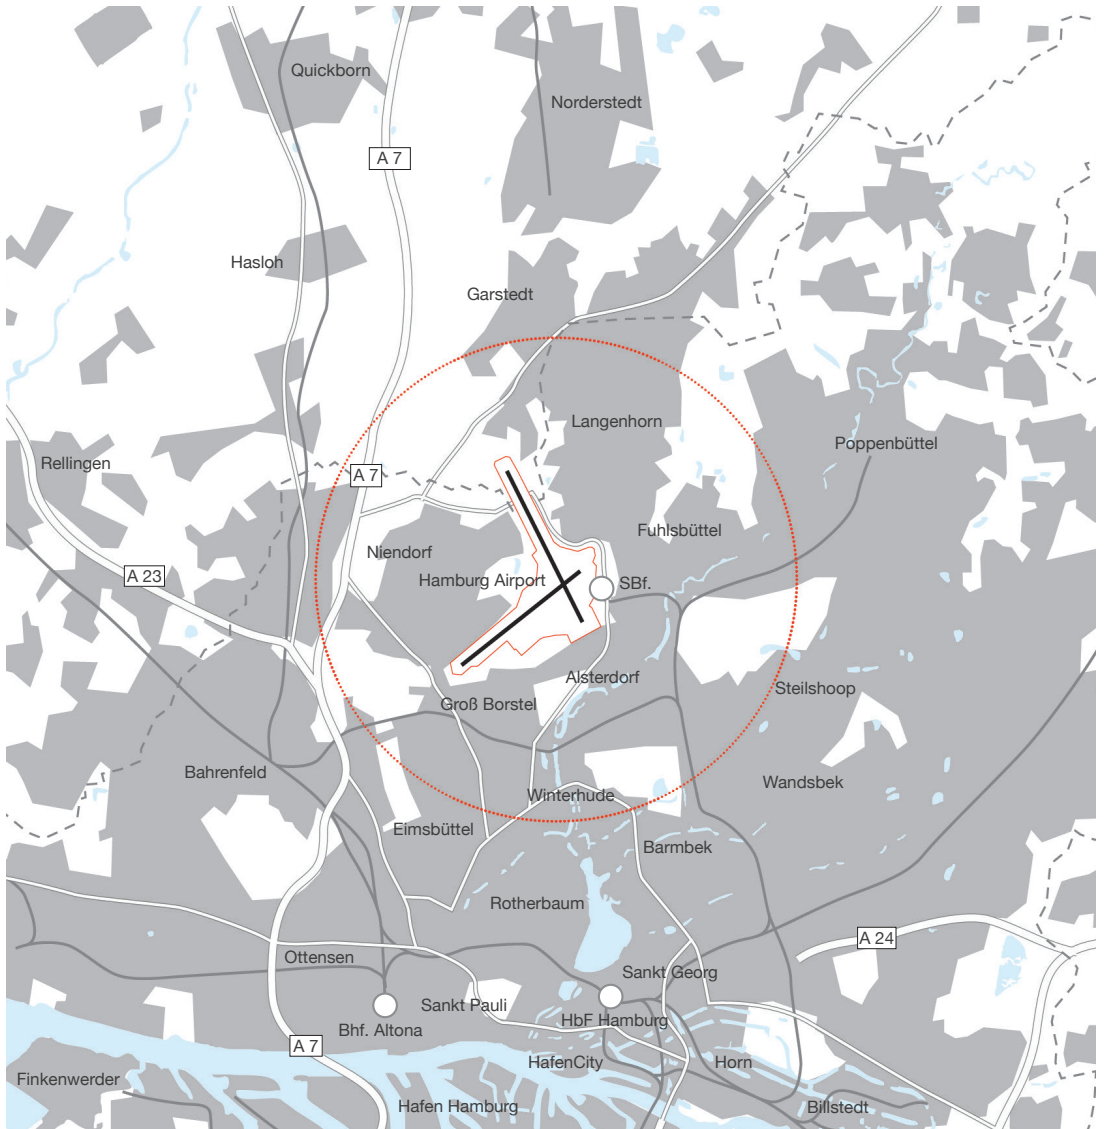 Quickborn
Norderstedt
A 7
Hasloh
Garstedt
Langenhorn
Poppenbüttel
Rellingen
A 7
Fuhlsbüttel
Niendorf
A 23
Hamburg Airport
SBf.
Alsterdorf
Steilshoop
Groß Borstel
Bahrenfeld
Wandsbek
Winterhude
Eimsbüttel
Barmbek
Rotherbaum
A 24
Ottensen
Sankt Georg
Sankt Pauli
HbF Hamburg
Bhf. Altona
A 7
HafenCity
Horn
Finkenwerder
Hafen Hamburg
Billstedt